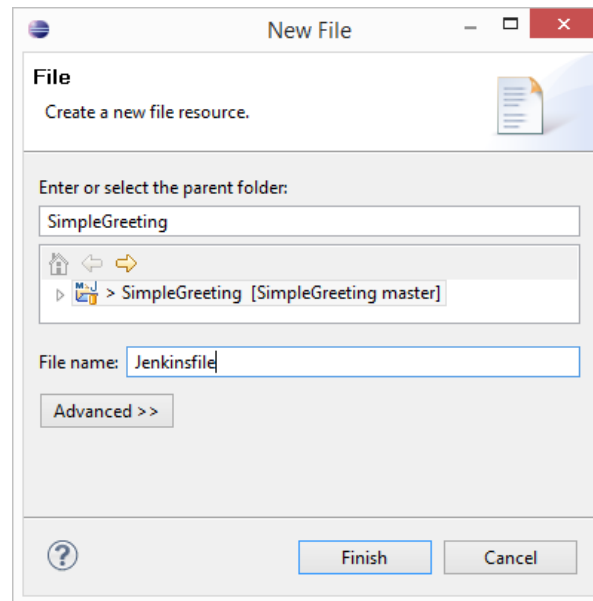 New File
File
Create a new file resource.
Enter or select the parent folder:
SimpleGreeting
> SimpleGreeting [SimpleGreeting master]
File name: Jenkinsfile
Advanced >>
Finish Cancel